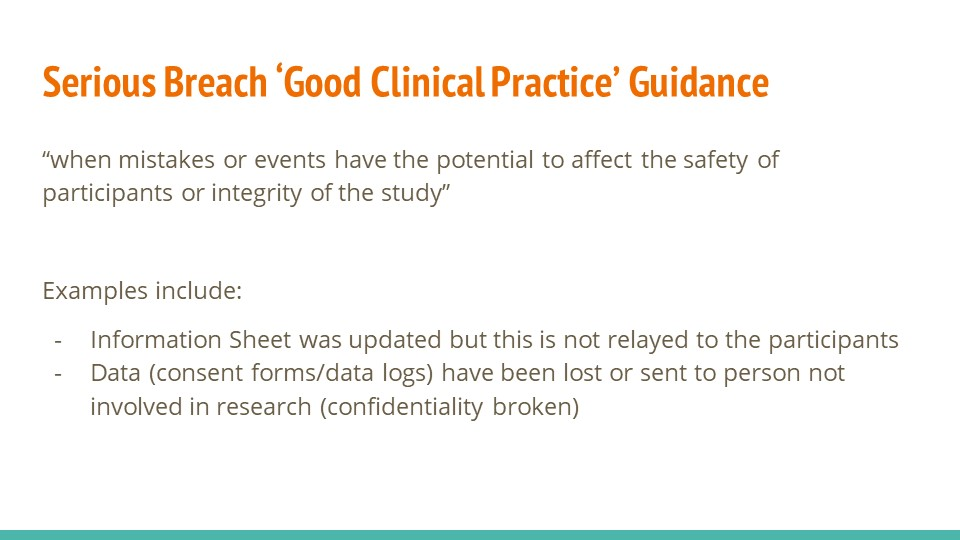 Serious Breach ‘Good Clinical Practice’ Guidance
“when mistakes or events have the potential to affect the safety of
participants or integrity of the study”
Examples include:
- Information Sheet was updated but this is not relayed to the participants
- Data (consent forms/data logs) have been lost or sent to person not
involved in research (confidentiality broken)